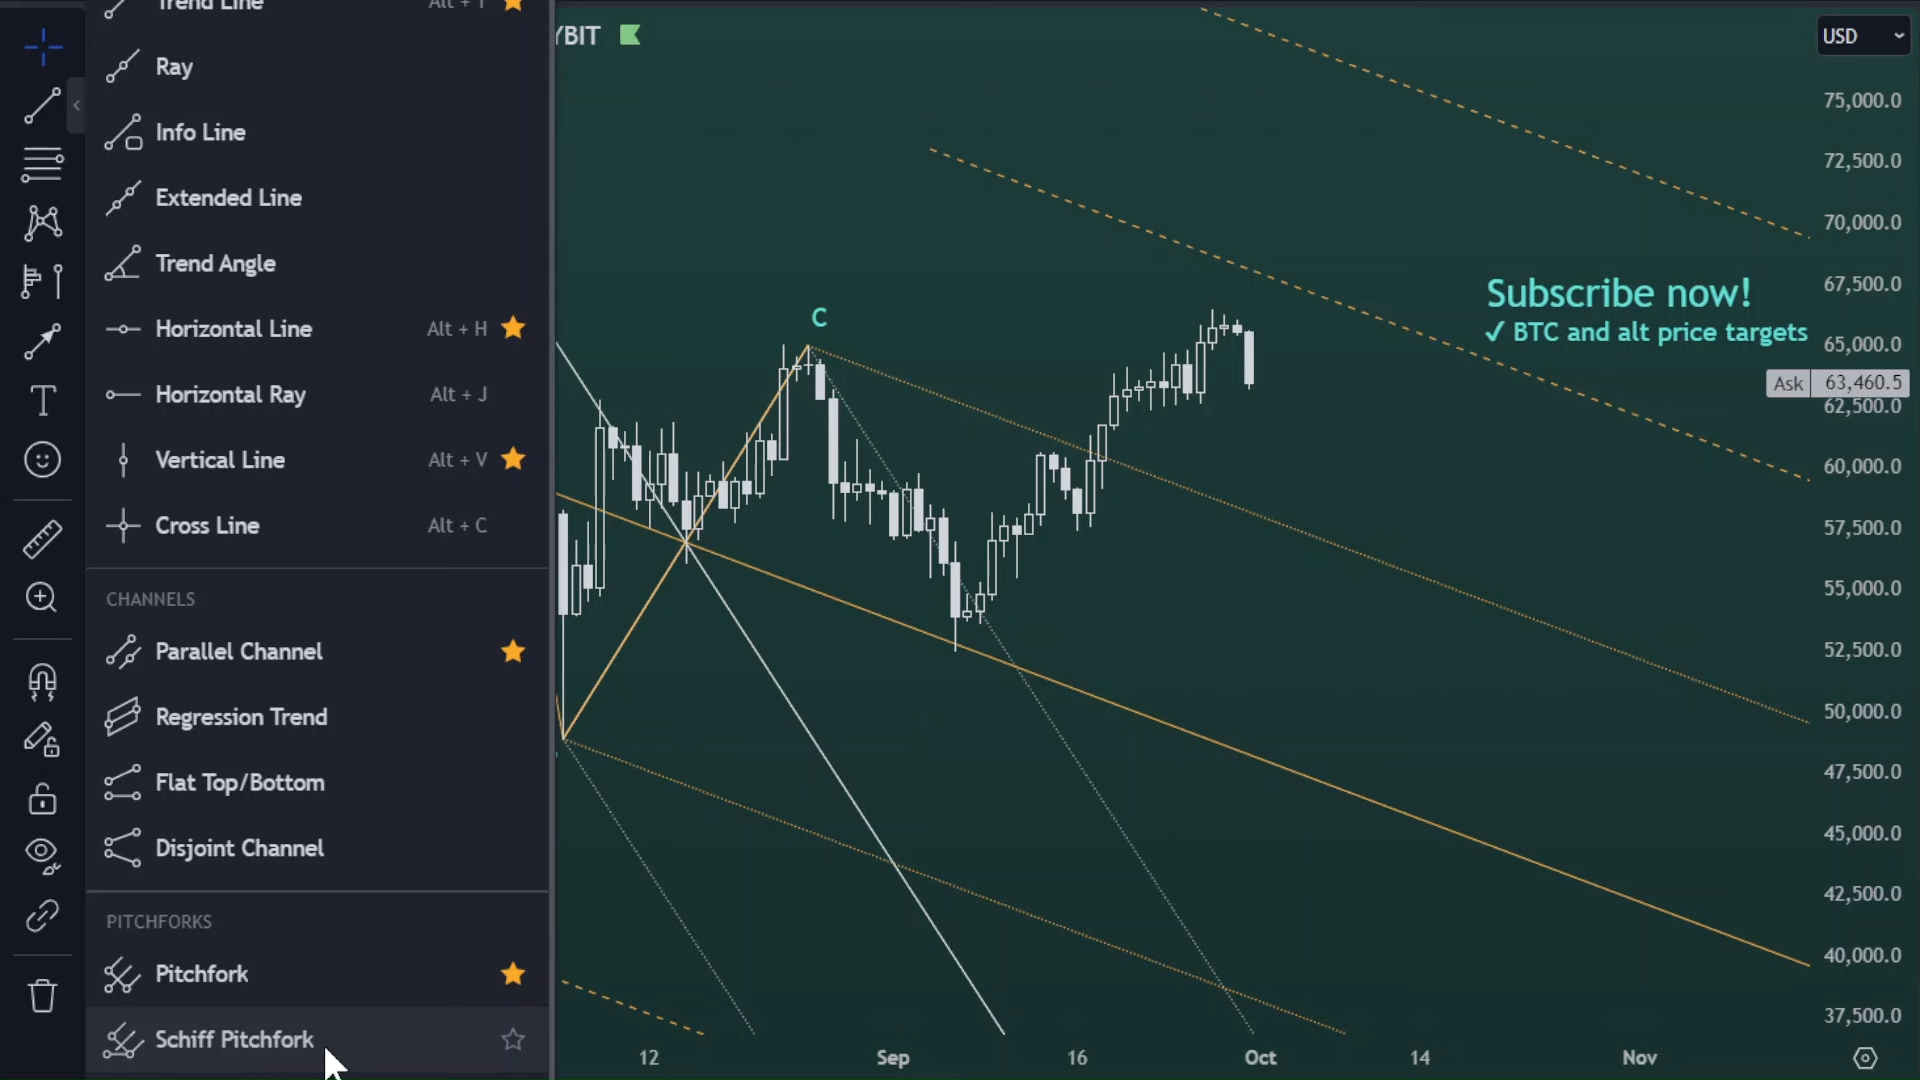 Trend Line Alt + T
Ray
Info Line
Extended Line
Trend Angle
Horizontal Line Alt + H
Horizontal Ray Alt + J
Vertical Line Alt + V
Cross Line Alt + C
CHANNELS
Parallel Channel
Regression Trend
Flat Top/Bottom
Disjoint Channel
PITCHFORKS
Pitchfork
Schiff Pitchfork
YBIT
USD
C
Subscribe now!
✓ BTC and alt price targets
75,000.0
72,500.0
70,000.0
67,500.0
65,000.0
Ask 63,460.5
62,500.0
60,000.0
57,500.0
55,000.0
52,500.0
50,000.0
47,500.0
45,000.0
42,500.0
40,000.0
37,500.0
12 Sep 16 Oct 14 Nov